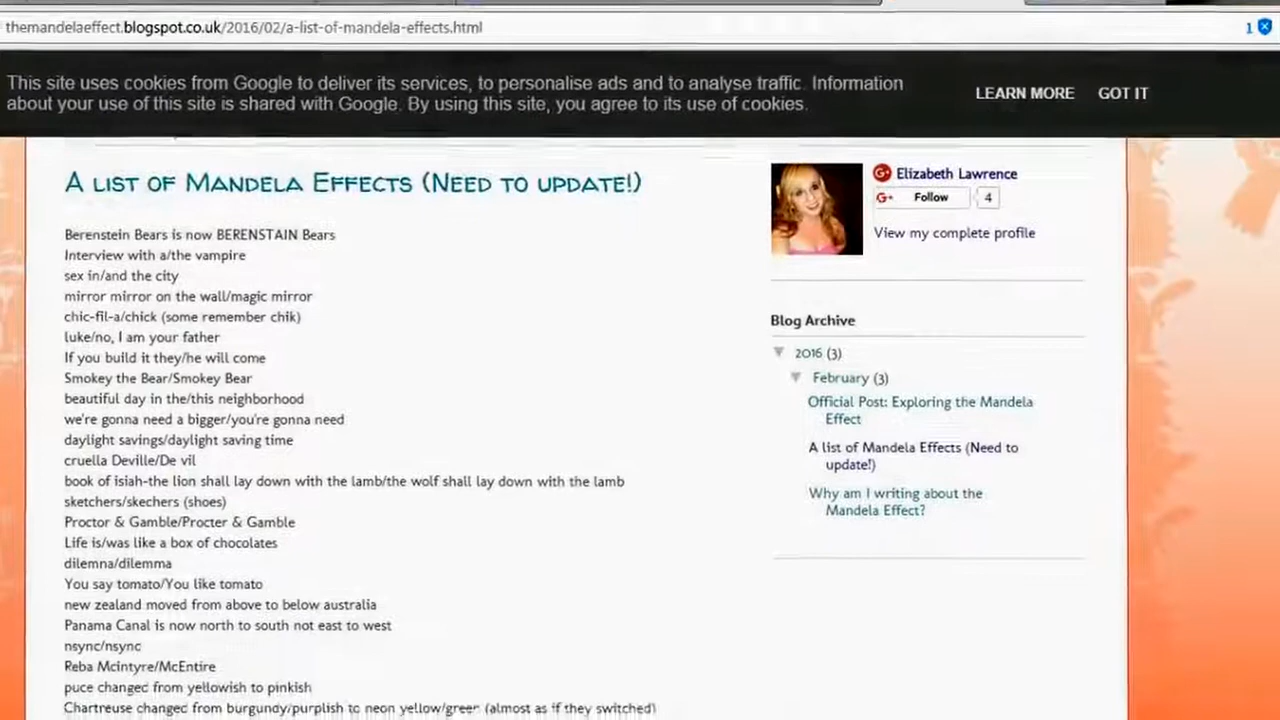 themandelaeffect.blogspot.co.uk/2016/02/a-list-of-mandela-effects.html
1
This site uses cookies from Google to deliver its services, to personalise ads and to analyse traffic. Information
about your use of this site is shared with Google. By using this site, you agree to its use of cookies.
LEARN MORE GOT IT
A LIST OF MANDELA EFFECTS (NEED TO UPDATE!)
Berenstein Bears is now BERENSTAIN Bears
Interview with a/the vampire
sex in/and the city
mirror mirror on the wall/magic mirror
chic-fil-a/chick (some remember chik)
luke/no, I am your father
If you build it they/he will come
Smokey the Bear/Smokey Bear
beautiful day in the/this neighborhood
we're gonna need a bigger/you're gonna need
daylight savings/daylight saving time
cruella Deville/De vil
book of isiah-the lion shall lay down with the lamb/the wolf shall lay down with the lamb
sketchers/skechers (shoes)
Proctor & Gamble/Procter & Gamble
Life is/was like a box of chocolates
dilemna/dilemma
You say tomato/You like tomato
new zealand moved from above to below australia
Panama Canal is now north to south not east to west
nsync/nsync
Reba Mcintyre/McEntire
puce changed from yellowish to pinkish
Chartreuse changed from burgundy/purplish to neon yellow/green (almost as if they switched)
Elizabeth Lawrence
G+ Follow 4
View my complete profile
Blog Archive
2016 (3)
February (3)
Official Post: Exploring the Mandela
Effect
A list of Mandela Effects (Need to
update!)
Why am I writing about the
Mandela Effect?